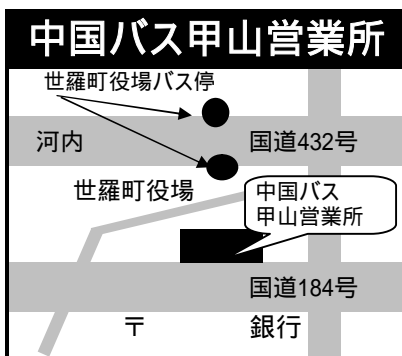 中国バス甲山営業所
世羅町役場バス停
河内
国道432号
世羅町役場
中国バス
甲山営業所
国道184号
〒
銀行